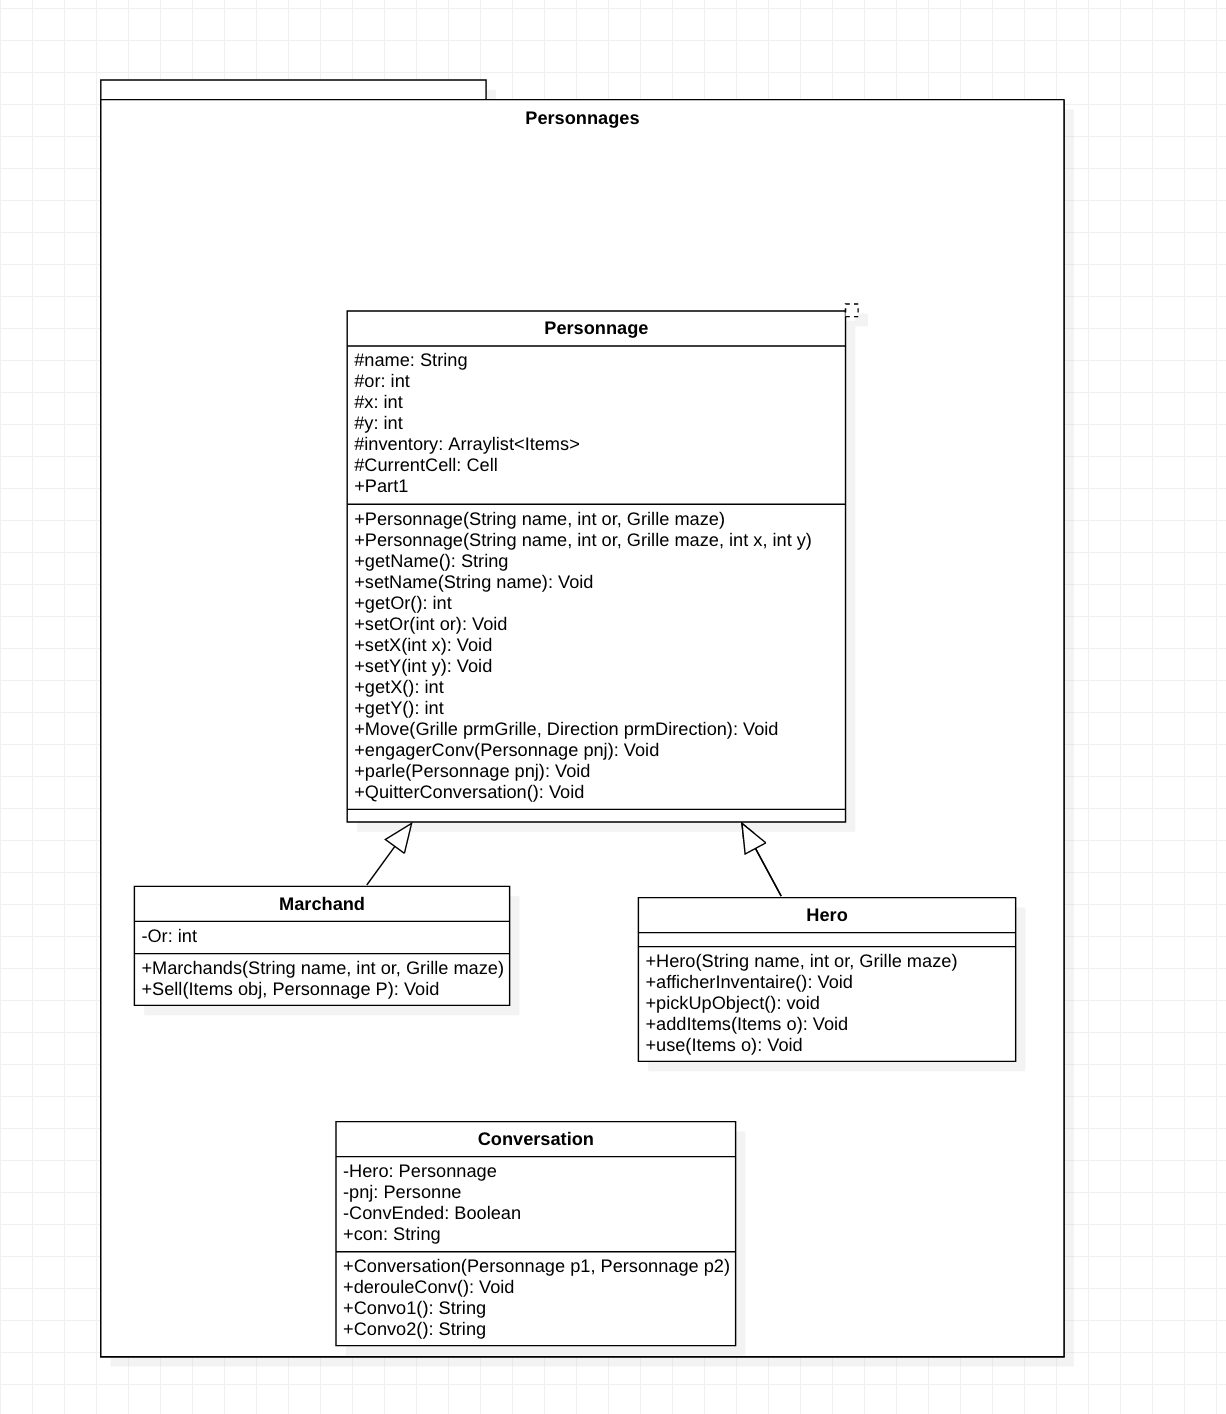 Personnages
Personnage
#name: String
#or: int
#x: int
#y: int
#inventory: Arraylist<Items>
#CurrentCell: Cell
+Part1
+Personnage(String name, int or, Grille maze)
+Personnage(String name, int or, Grille maze, int x, int y)
+getName(): String
+setName(String name): Void
+getOr(): int
+setOr(int or): Void
+setX(int x): Void
+setY(int y): Void
+getX(): int
+getY(): int
+Move(Grille prmGrille, Direction prmDirection): Void
+engagerConv(Personnage pnj): Void
+parle(Personnage pnj): Void
+QuitterConversation(): Void
Marchand
-Or: int
+Marchands(String name, int or, Grille maze)
+Sell(Items obj, Personnage P): Void
Hero
+Hero(String name, int or, Grille maze)
+afficherInventaire(): Void
+pickUpObject(): void
+addItems(Items o): Void
+use(Items o): Void
Conversation
-Hero: Personnage
-pnj: Personne
-ConvEnded: Boolean
+con: String
+Conversation(Personnage p1, Personnage p2)
+derouleConv(): Void
+Convo1(): String
+Convo2(): String